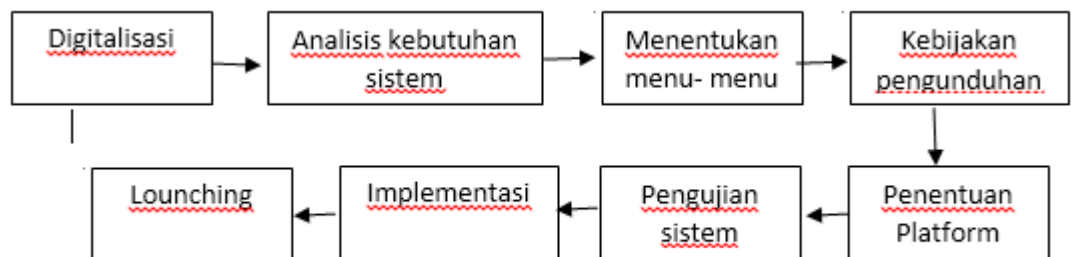 Digitalisasi
Analisis kebutuhan
sistem
Menentukan
menu- menu
Kebijakan
pengunduhan
Penentuan
Platform
Pengujian
sistem
Implementasi
Lounching